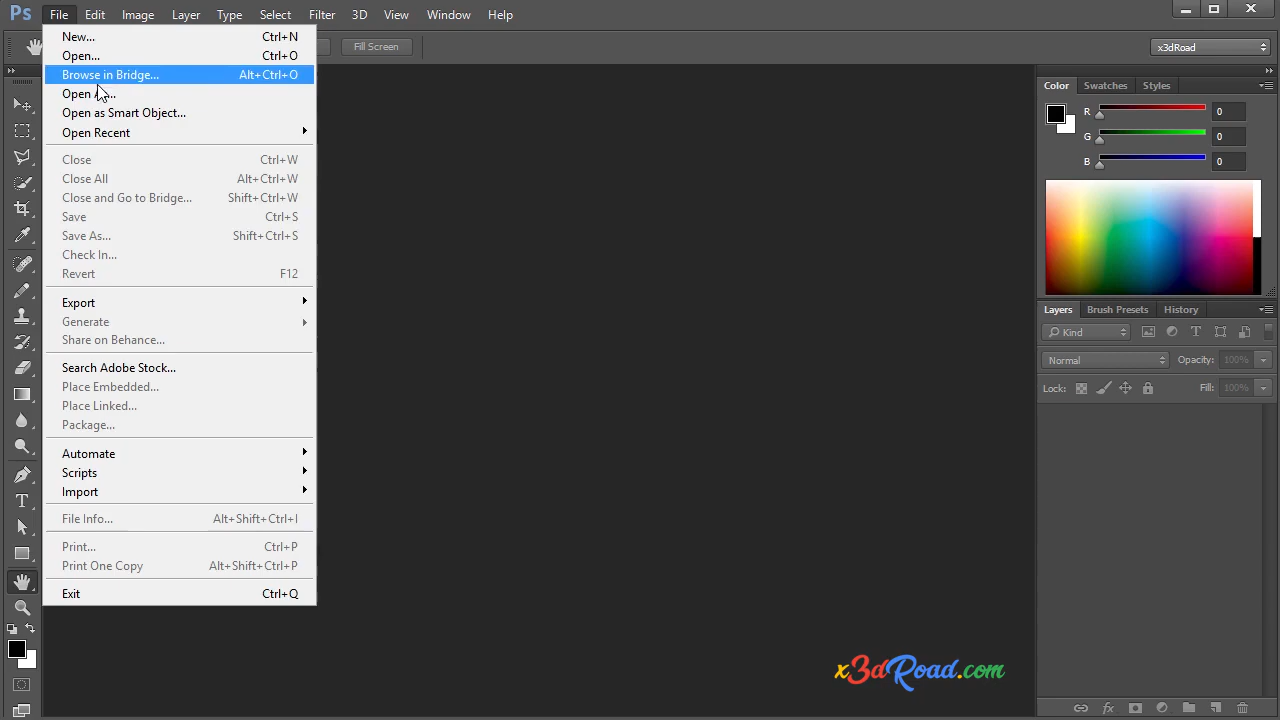 Ps File Edit Image Layer Type Select Filter 3D View Window Help
Fill Screen x3dRoad
New... Ctrl+N
Open... Ctrl+O
Browse in Bridge... Alt+Ctrl+O
Open
Open as Smart Object...
Open Recent
Close Ctrl+W
Close All Alt+Ctrl+W
Close and Go to Bridge... Shift+Ctrl+W
Save Ctrl+S
Save As... Shift+Ctrl+S
Check In...
Revert F12
Export
Generate
Share on Behance...
Search Adobe Stock...
Place Embedded...
Place Linked...
Package...
Automate
Scripts
Import
File Info... Alt+Shift+Ctrl+I
Print... Ctrl+P
Print One Copy Alt+Shift+Ctrl+P
Exit Ctrl+Q
Color Swatches Styles
R 0
G 0
B 0
Layers Brush Presets History
Kind
Normal Opacity: 100%
Lock: Fill: 100%
x3dRoad.com